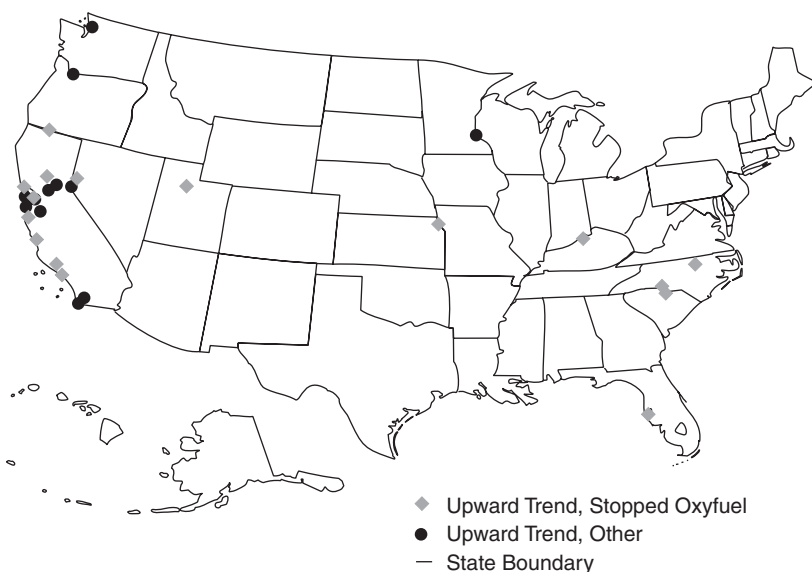 Upward Trend, Stopped Oxyfuel
Upward Trend, Other
State Boundary